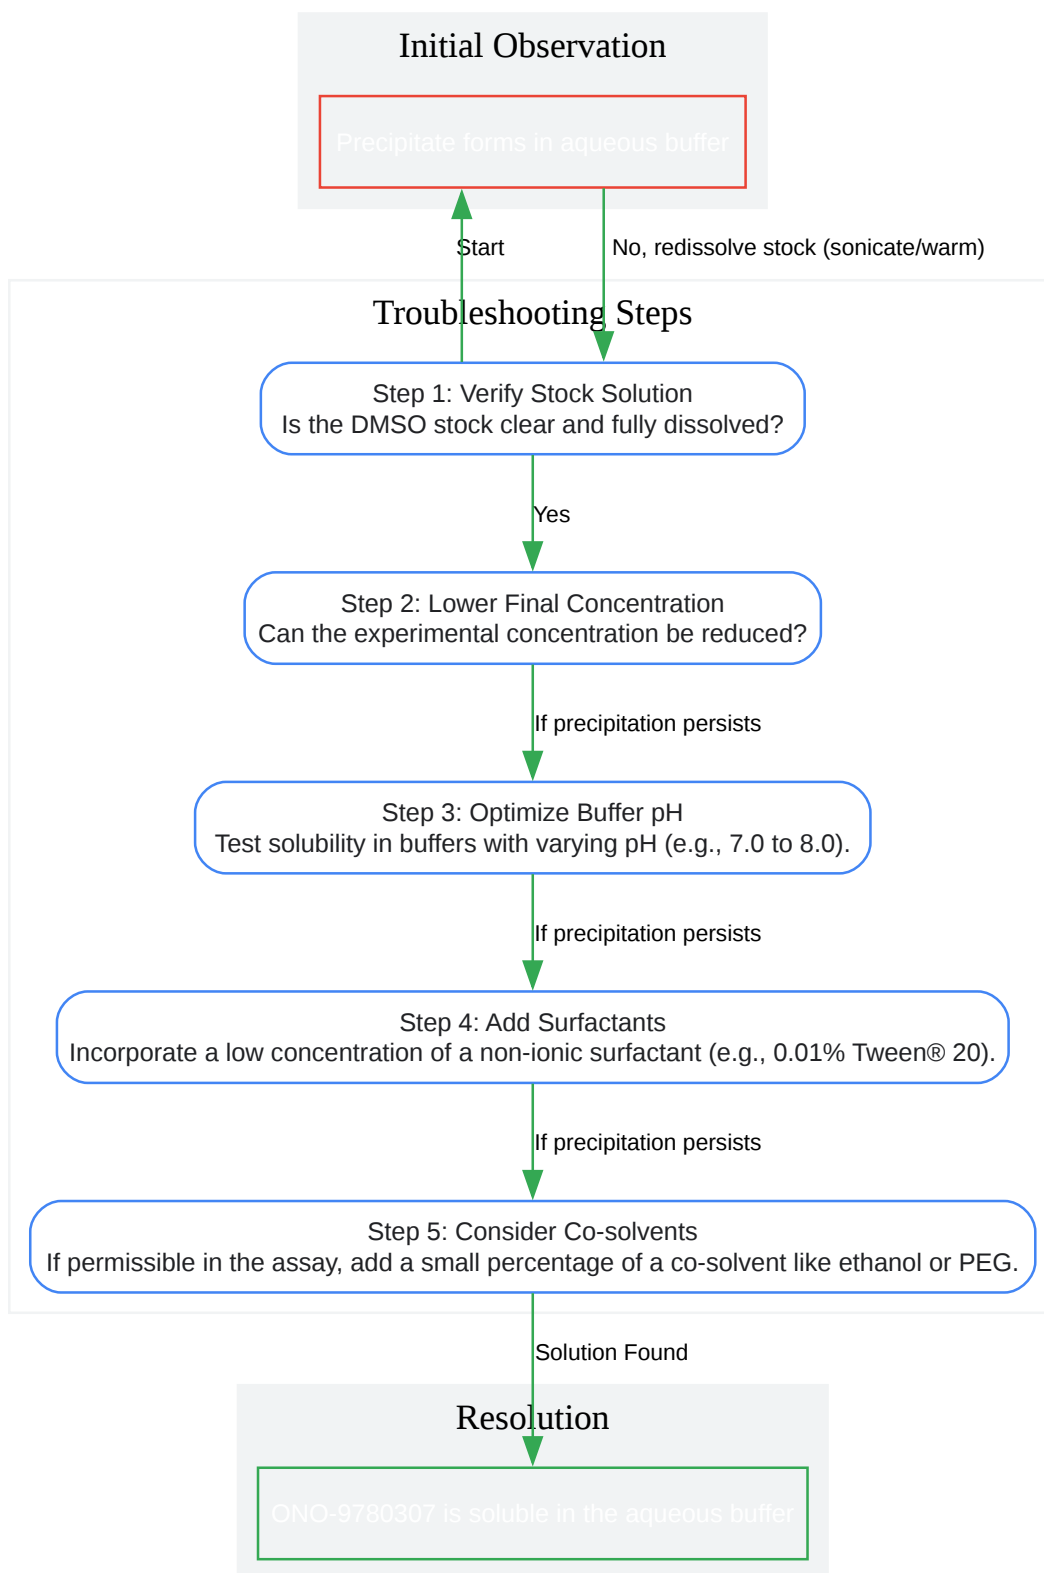 Initial Observation
Precipitate forms in aqueous buffer
Start
No, redissolve stock (sonicate/warm)
Troubleshooting Steps
Step 1: Verify Stock Solution
Is the DMSO stock clear and fully dissolved?
Yes
Step 2: Lower Final Concentration
Can the experimental concentration be reduced?
If precipitation persists
Step 3: Optimize Buffer pH
Test solubility in buffers with varying pH (e.g., 7.0 to 8.0).
If precipitation persists
Step 4: Add Surfactants
Incorporate a low concentration of a non-ionic surfactant (e.g., 0.01% Tween® 20).
If precipitation persists
Step 5: Consider Co-solvents
If permissible in the assay, add a small percentage of a co-solvent like ethanol or PEG.
Solution Found
Resolution
ONO-9780307 is soluble in the aqueous buffer